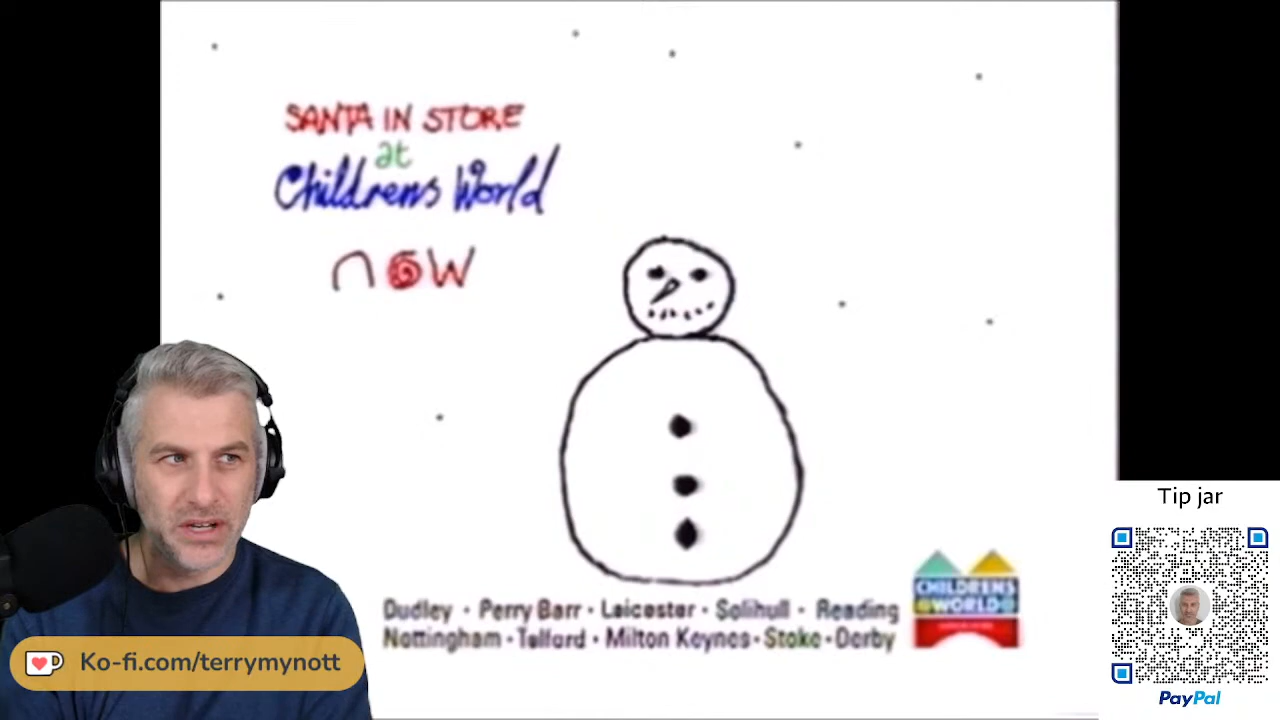 SANTA IN STORE
at
Childrens World
now
Dudley · Perry Barr · Leicester · Solihull · Reading
Nottingham · Telford · Milton Keynes · Stoke · Derby
CHILDRENS
WORLD
Tip jar
Ko-fi.com/terrymynott
PayPal